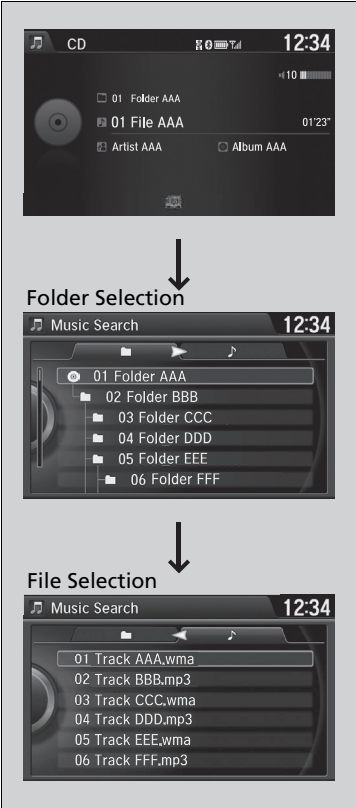 CD 12:34
10
01 Folder AAA
01 File AAA 01'23"
Artist AAA Album AAA
Folder Selection
Music Search 12:34
01 Folder AAA
02 Folder BBB
03 Folder CCC
04 Folder DDD
05 Folder EEE
06 Folder FFF
File Selection
Music Search 12:34
01 Track AAA.wma
02 Track BBB.mp3
03 Track CCC.wma
04 Track DDD.mp3
05 Track EEE.wma
06 Track FFF.mp3